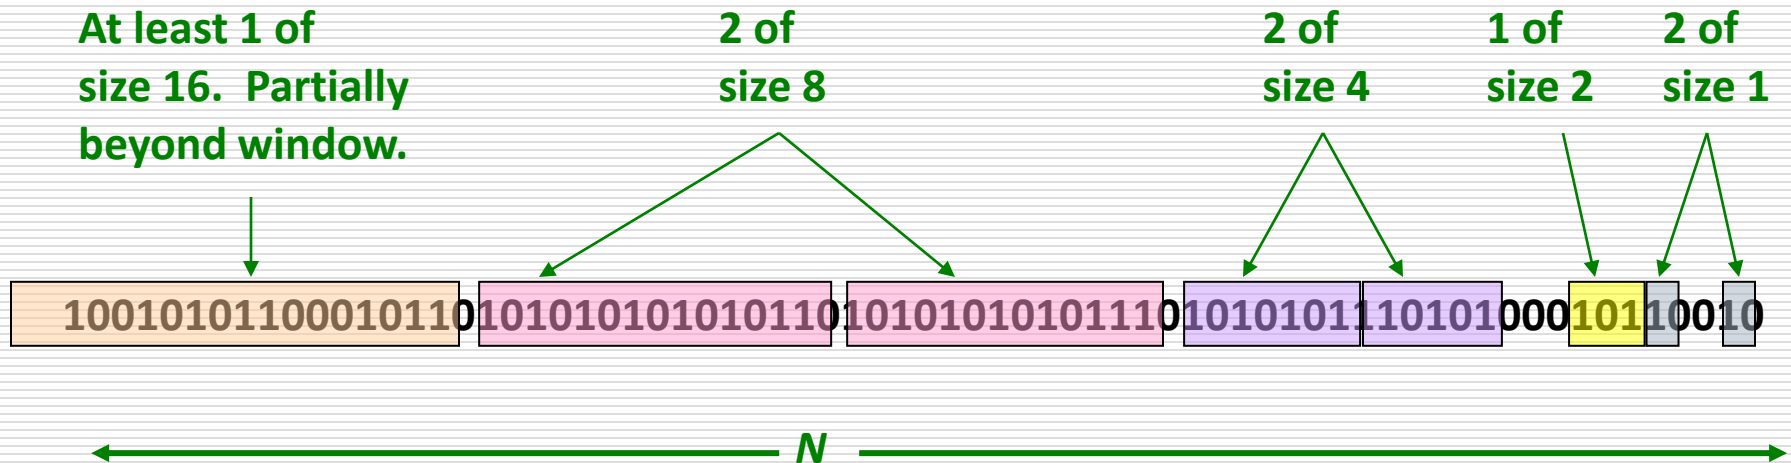 At least 1 of
size 16. Partially
beyond window.
2 of
size 8
2 of
size 4
1 of
size 2
2 of
size 1
1001010110001011010101010101011010101010101110101010111010100010110010
N